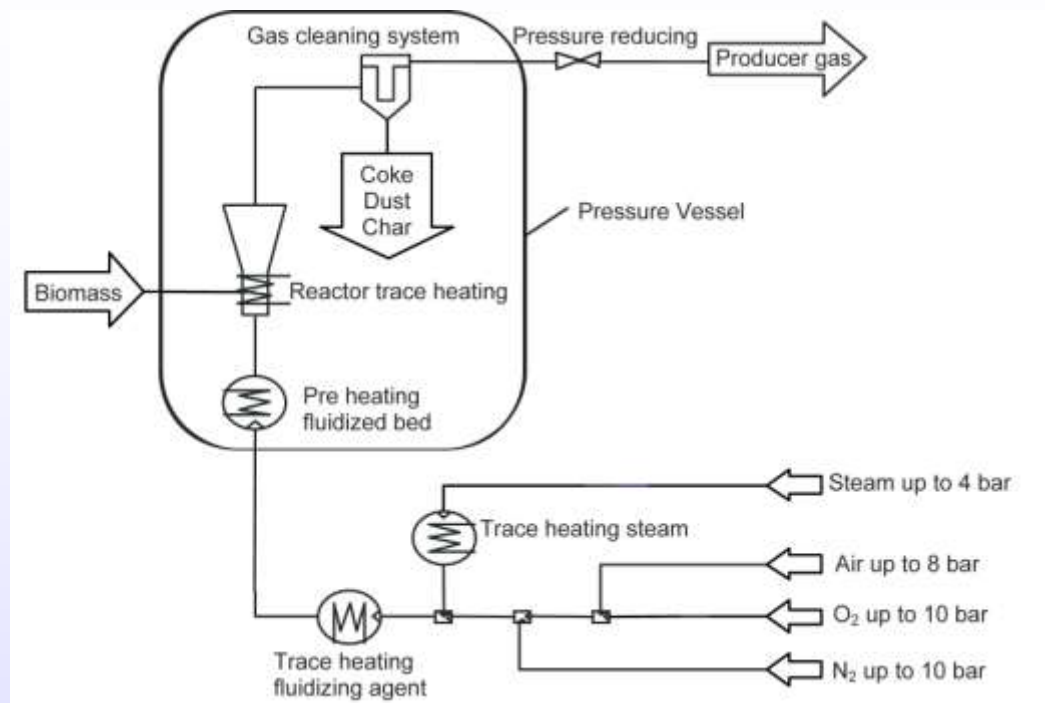 Gas cleaning system
Pressure reducing
Producer gas
Coke
Dust
Char
Pressure Vessel
Biomass
Reactor trace heating
Pre heating
fluidized bed
Steam up to 4 bar
Trace heating steam
Air up to 8 bar
O₂ up to 10 bar
Trace heating
fluidizing agent
N₂ up to 10 bar